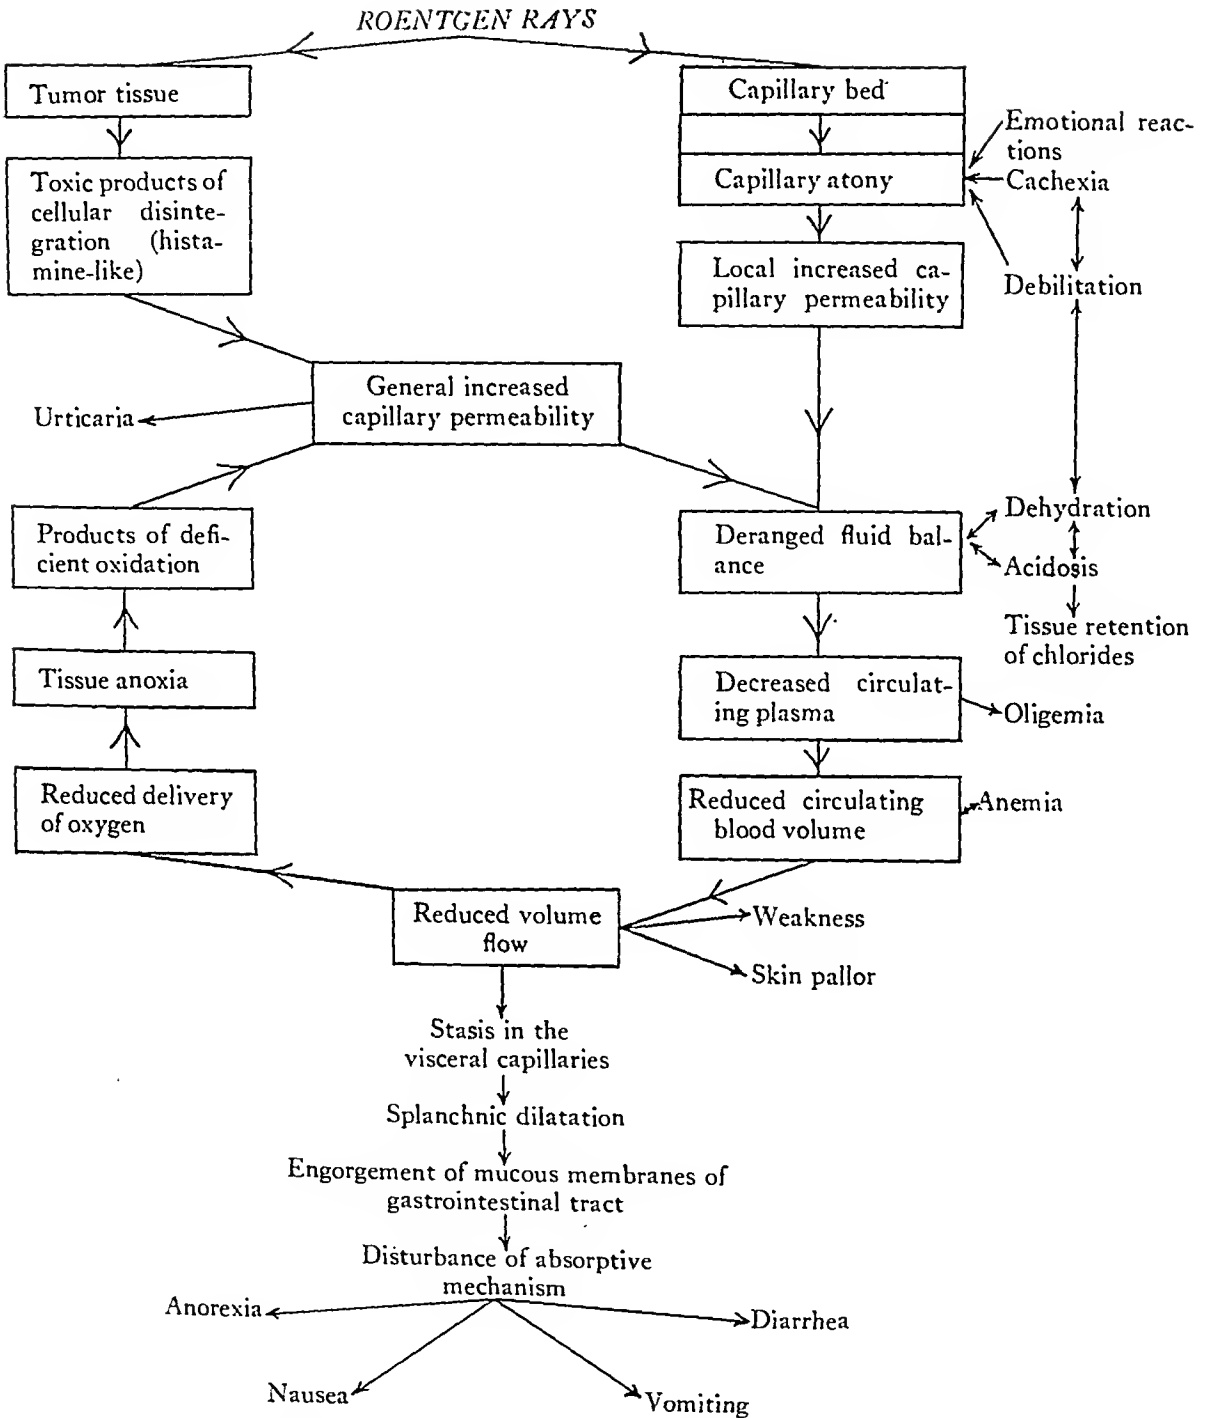 ROENTGEN RAYS
Tumor tissue
Capillary bed
Emotional reac-
tions
Toxic products of
cellular disinte-
gration (hista-
mine-like)
Capillary atony
Cachexia
Local increased ca-
pillary permeability
Debilitation
General increased
capillary permeability
Urticaria
Products of defi-
cient oxidation
Deranged fluid bal-
ance
Dehydration
Acidosis
Tissue retention
of chlorides
Tissue anoxia
Decreased circulat-
ing plasma
Oligemia
Reduced delivery
of oxygen
Reduced circulating
blood volume
Anemia
Reduced volume
flow
Weakness
Skin pallor
Stasis in the
visceral capillaries
Splanchnic dilatation
Engorgement of mucous membranes of
gastrointestinal tract
Disturbance of absorptive
mechanism
Anorexia
Diarrhea
Nausea
Vomiting